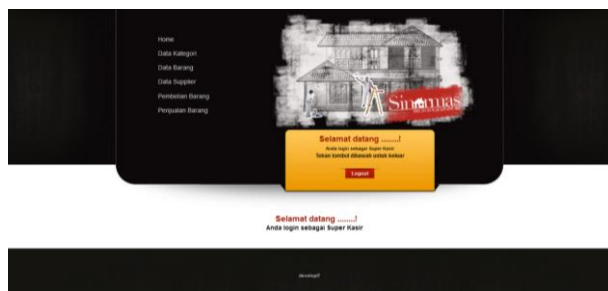 Home
Data Kategori
Data Barang
Data Supplier
Pembelian Barang
Penjualan Barang
Sinarmas
Selamat datang ........!
Anda login sebagai Super Kasir
Tekan tombol dibawah untuk keluar
Logout
Selamat datang ........!
Anda login sebagai Super Kasir